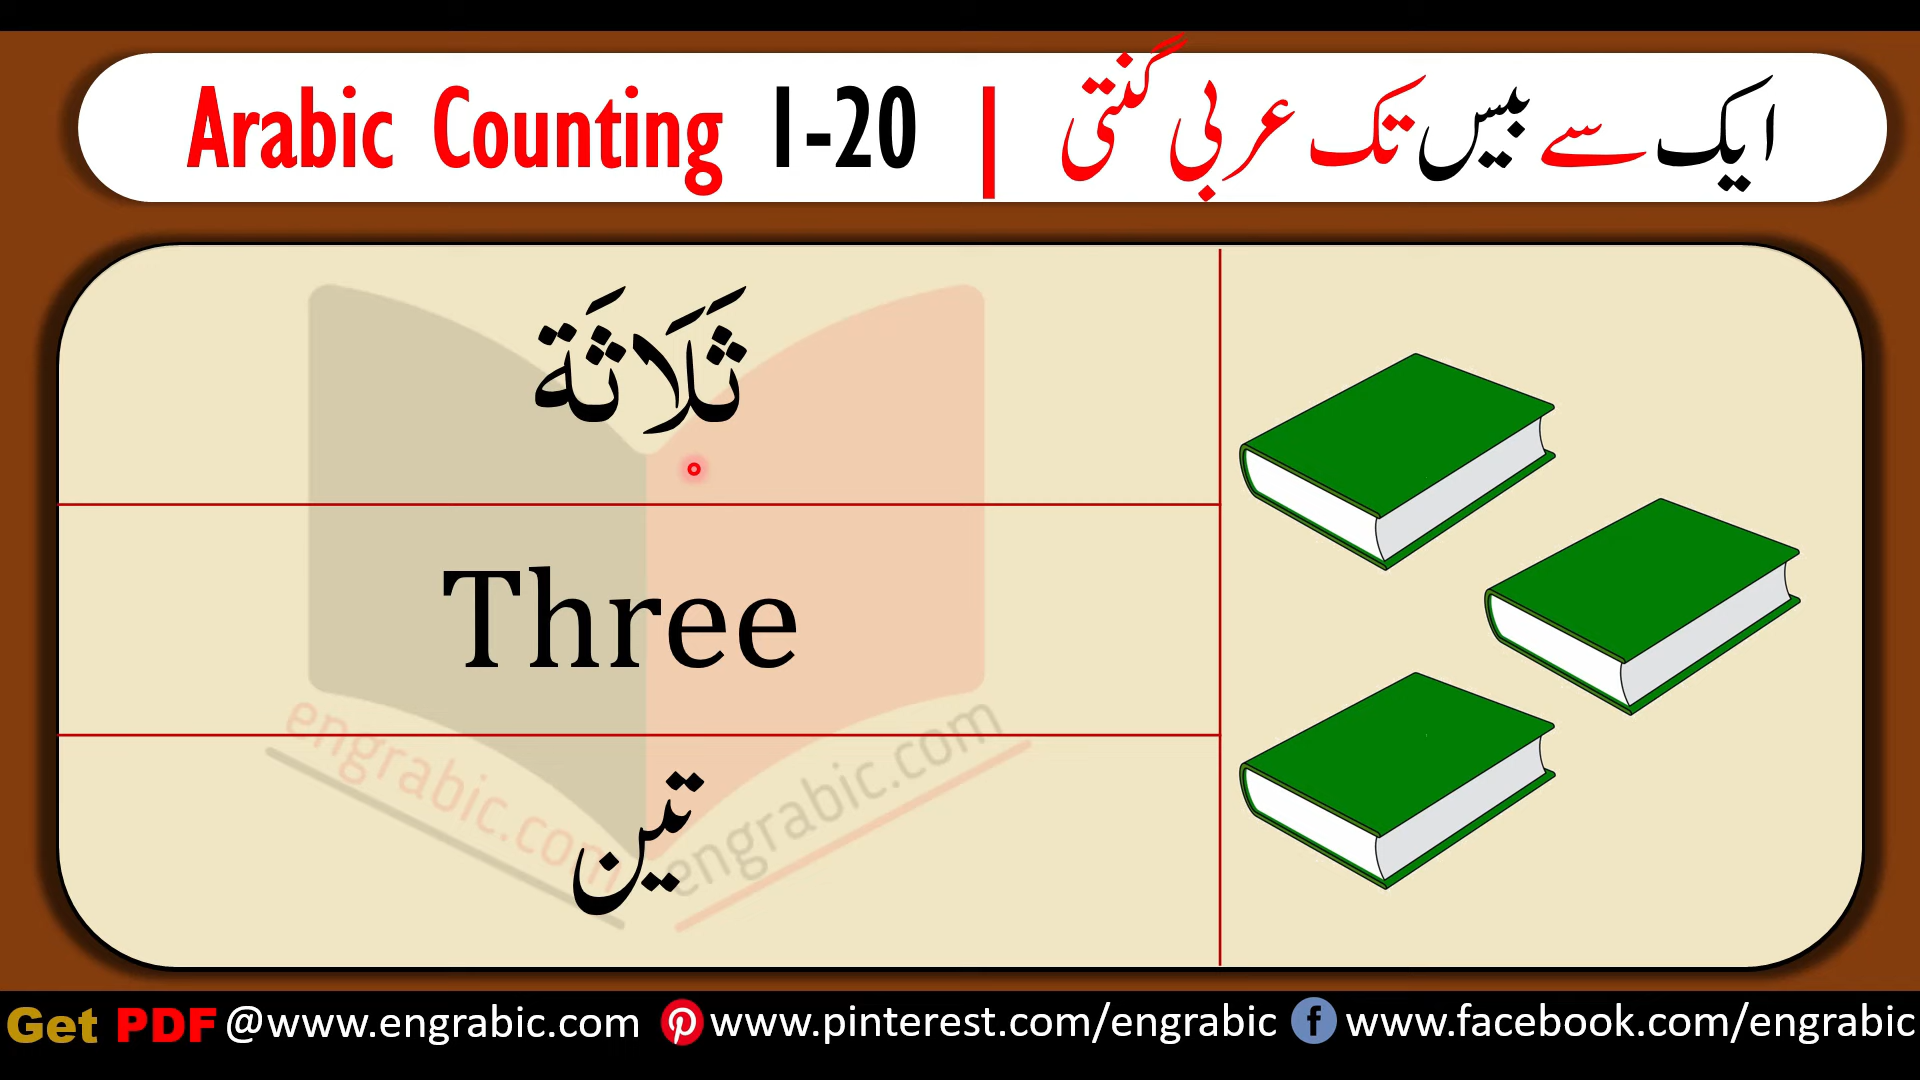 Arabic Counting 1-20 | ایک سے بیس تک عربی گنتی
ثَلَاثَة
Three
تین
engrabic.com
engrabic.com
Get PDF @www.engrabic.com www.pinterest.com/engrabic www.facebook.com/engrabic